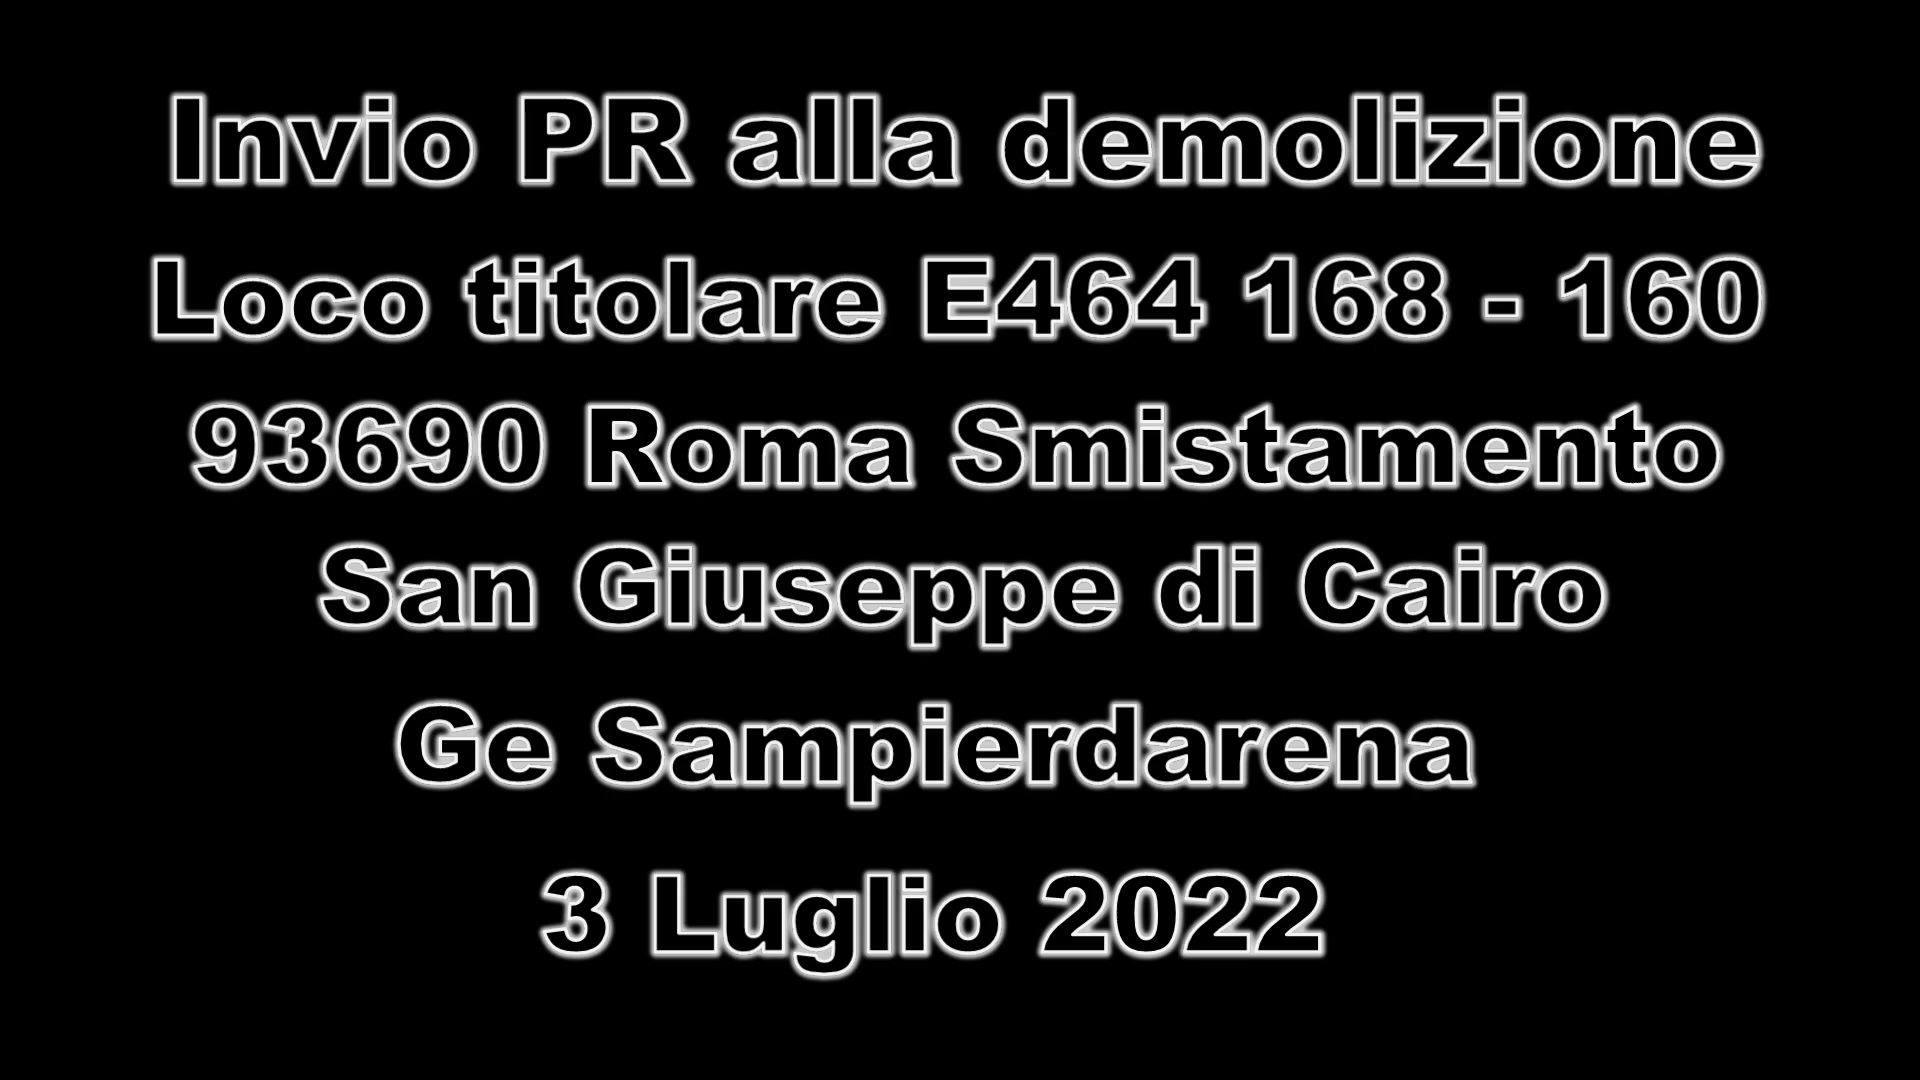 Invio PR alla demolizione
Loco titolare E464 168 - 160
93690 Roma Smistamento
San Giuseppe di Cairo
Ge Sampierdarena
3 Luglio 2022